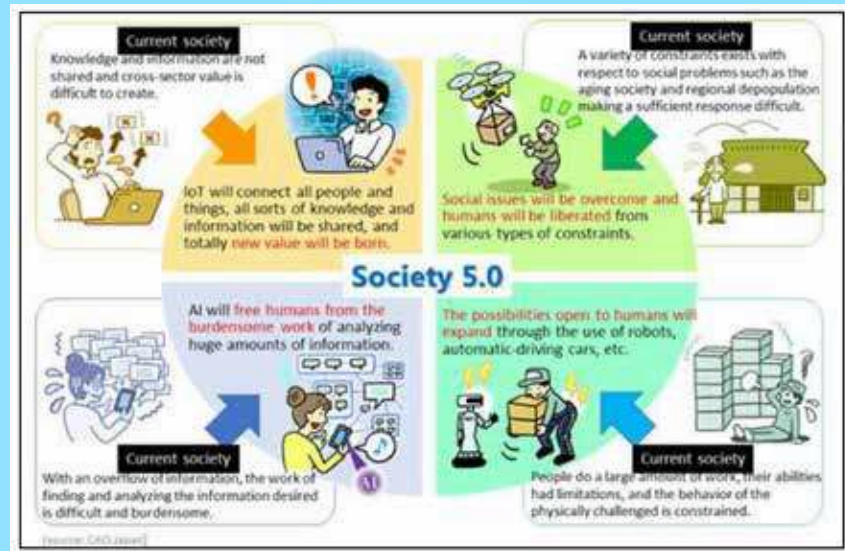 Current society
Knowledge and information are not
shared and cross-sector value is
difficult to create.
IoT will connect all people and
things, all sorts of knowledge and
information will be shared, and
totally new value will be born.
Current society
A variety of constraints exists with
respect to social problems such as the
aging society and regional depopulation
making a sufficient response difficult.
Social issues will be overcome and
humans will be liberated from
various types of constraints.
Society 5.0
AI will free humans from the
burdensome work of analyzing
huge amounts of information.
AI
Current society
With an overflow of information, the work of
finding and analyzing the information desired
is difficult and burdensome.
The possibilities open to humans will
expand through the use of robots,
automatic-driving cars, etc.
Current society
People do a large amount of work, their abilities
had limitations, and the behavior of the
physically challenged is constrained.
[source: CAO Japan]